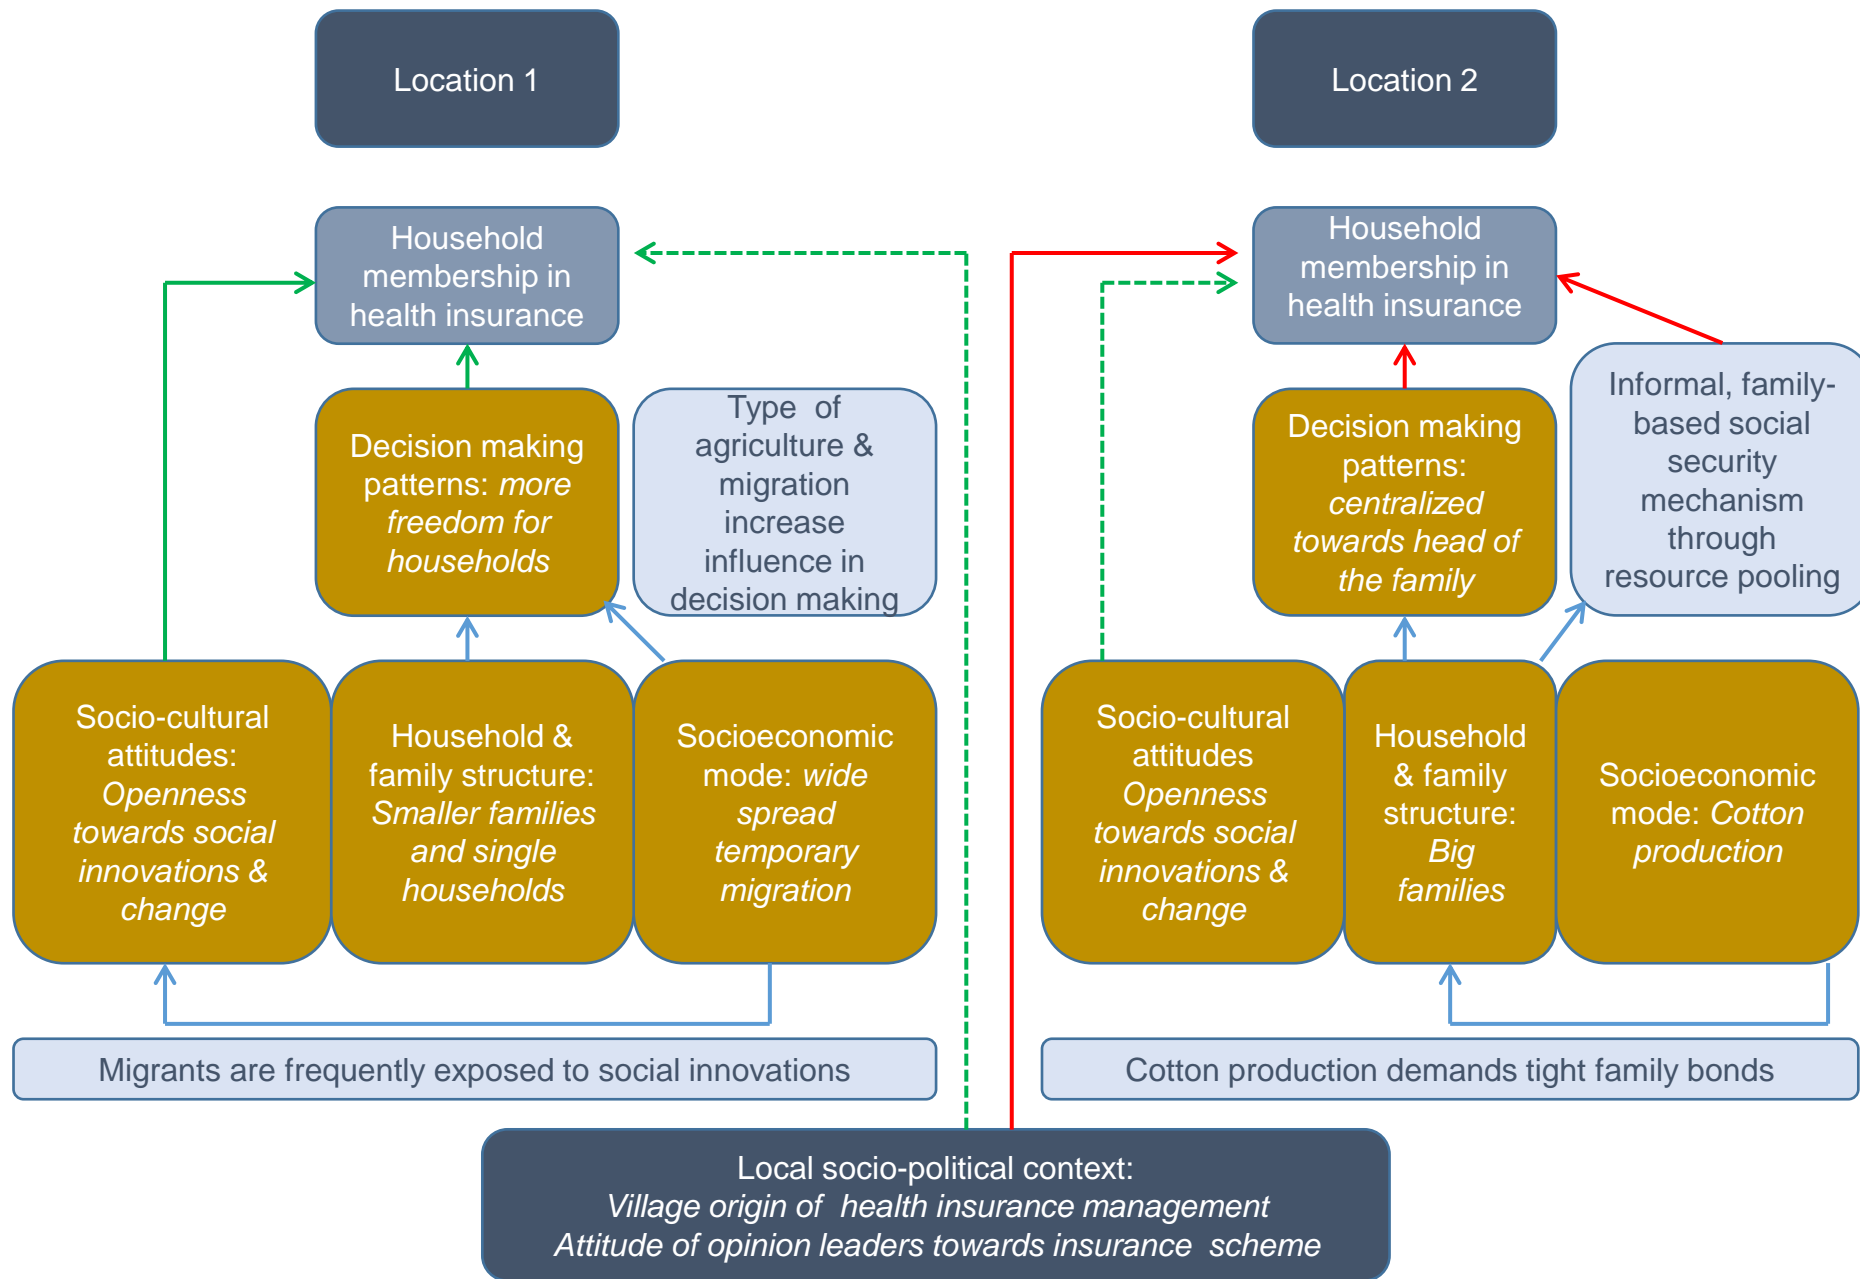 Location 1
Location 2
Household
membership in
health insurance
Household
membership in
health insurance
Decision making
patterns: more
freedom for
households
Type of
agriculture &
migration
increase
influence in
decision making
Decision making
patterns:
centralized
towards head of
the family
Informal, family-
based social
security
mechanism
through
resource pooling
Socio-cultural
attitudes:
Openness
towards social
innovations &
change
Household &
family structure:
Smaller families
and single
households
Socioeconomic
mode: wide
spread
temporary
migration
Socio-cultural
attitudes
Openness
towards social
innovations &
change
Household
& family
structure:
Big
families
Socioeconomic
mode: Cotton
production
Migrants are frequently exposed to social innovations
Cotton production demands tight family bonds
Local socio-political context:
Village origin of health insurance management
Attitude of opinion leaders towards insurance scheme